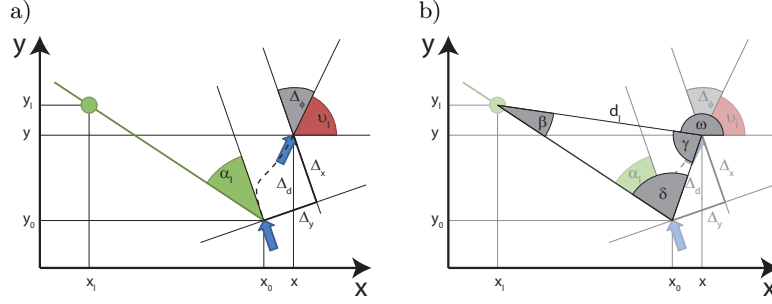 a)
y
y_l
y
y_0
α_l
Δ_ϕ
υ_l
Δ_x
Δ_d
Δ_y
x_l
x_0
x
x
b)
y
y_l
y
y_0
d_l
β
Δ_ϕ
ω
υ_l
γ
α_l
Δ_x
Δ_d
δ
Δ_y
x_l
x_0
x
x